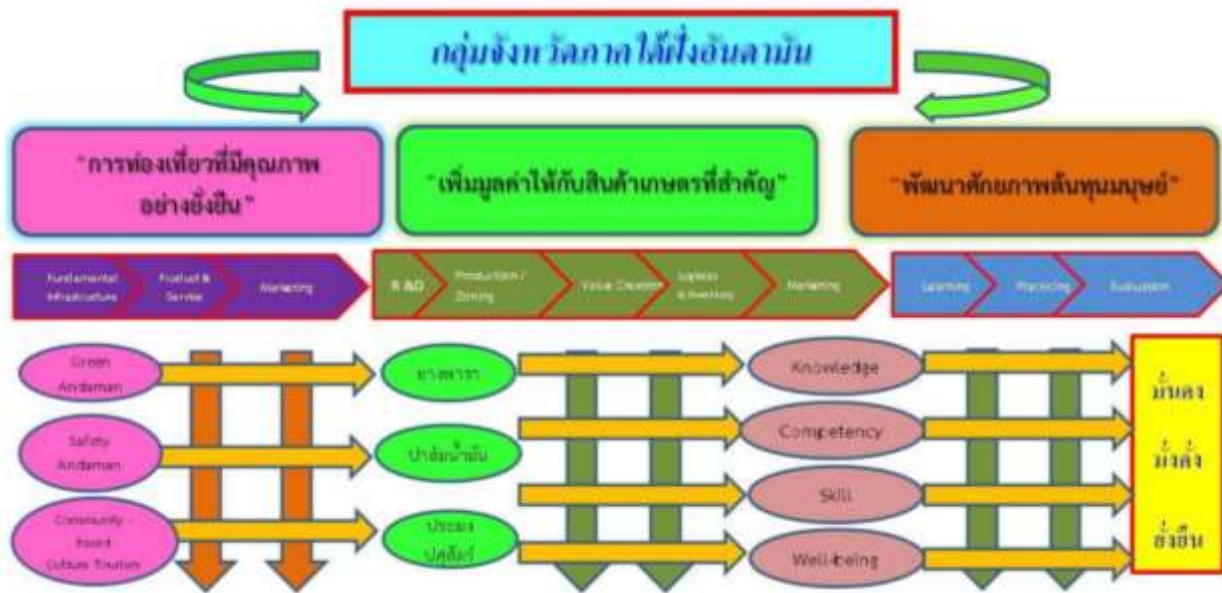 กลุ่มจังหวัดภาคใต้ฝั่งอันดามัน
"การท่องเที่ยวที่มีคุณภาพ
อย่างยั่งยืน"
"เพิ่มมูลค่าให้กับสินค้าเกษตรที่สำคัญ"
"พัฒนาศักยภาพต้นทุนมนุษย์"
Fundamental
Infrastructure
Product &
Service
Marketing
R &D
Production /
Zoning
Value Creation
Logistics
& Inventory
Marketing
Learning
Practicing
Evaluation
Green
Andaman
ยางพารา
Knowledge
Safety
Andaman
ปาล์มน้ำมัน
Competency
Skill
Community -
Based
Culture Tourism
ประมง
ปศุสัตว์
Well-being
มั่นคง
มั่งคั่ง
ยั่งยืน